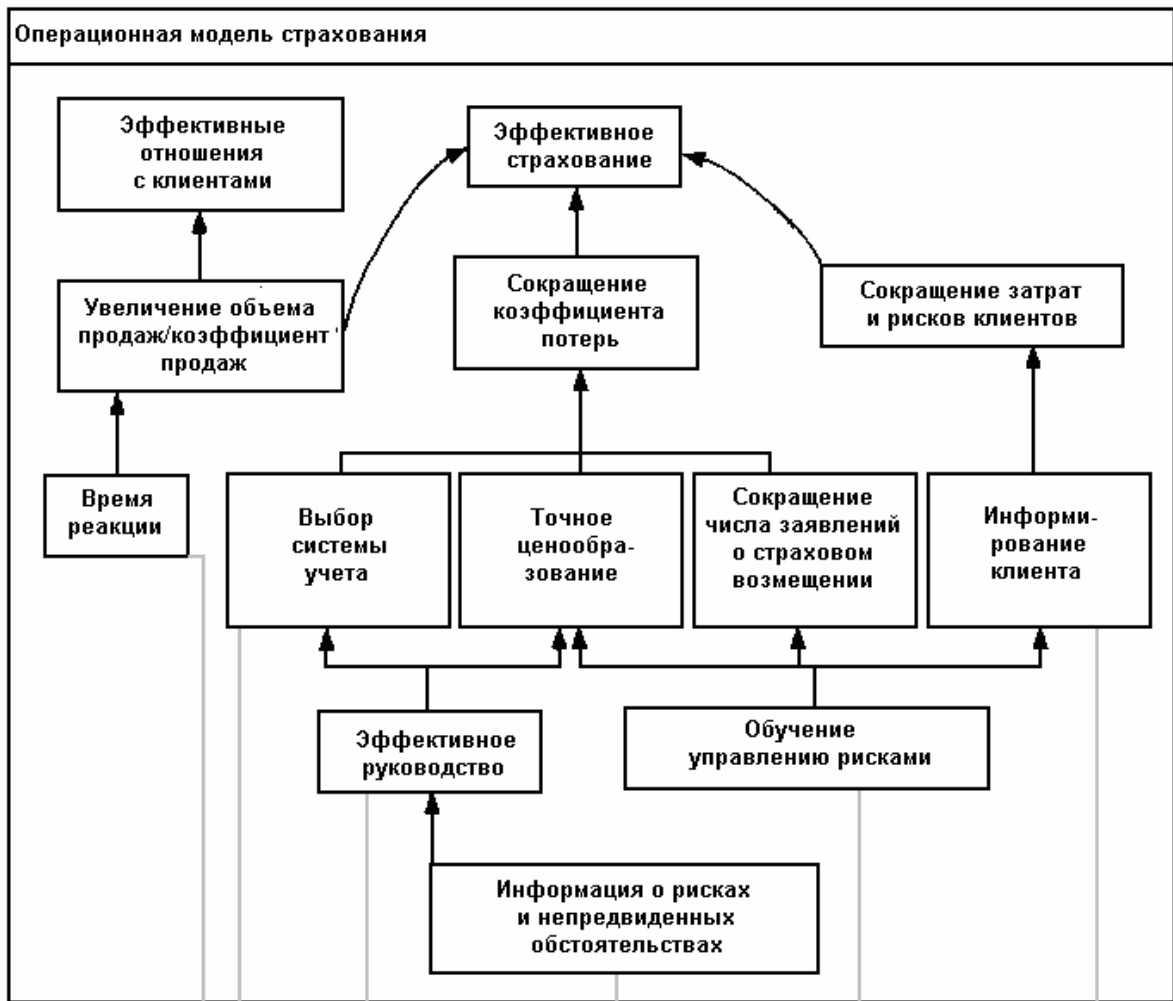 Операционная модель страхования
Эффективные
отношения
с клиентами
Эффективное
страхование
Увеличение объема
продаж/коэффициент
продаж
Сокращение
коэффициента
потерь
Сокращение затрат
и рисков клиентов
Время
реакции
Выбор
системы
учета
Точное
ценообра-
зование
Сокращение
числа заявлений
о страховом
возмещении
Информи-
рование
клиента
Эффективное
руководство
Обучение
управлению рисками
Информация о рисках
и непредвиденных
обстоятельствах